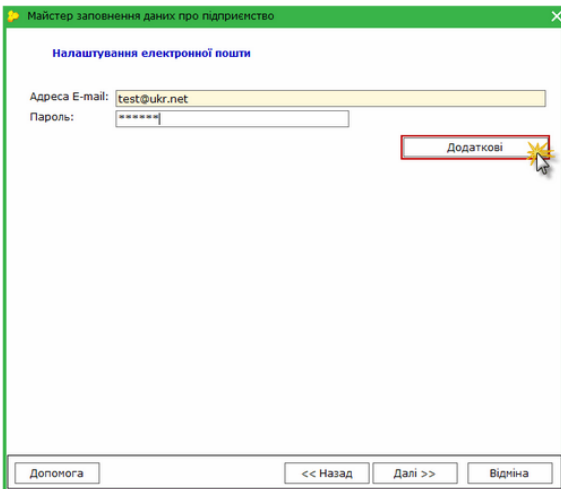 Майстер заповнення даних про підприємство
Налаштування електронної пошти
Адреса E-mail: test@ukr.net
Пароль: ******
Додаткові
Допомога << Назад Далі >> Відміна